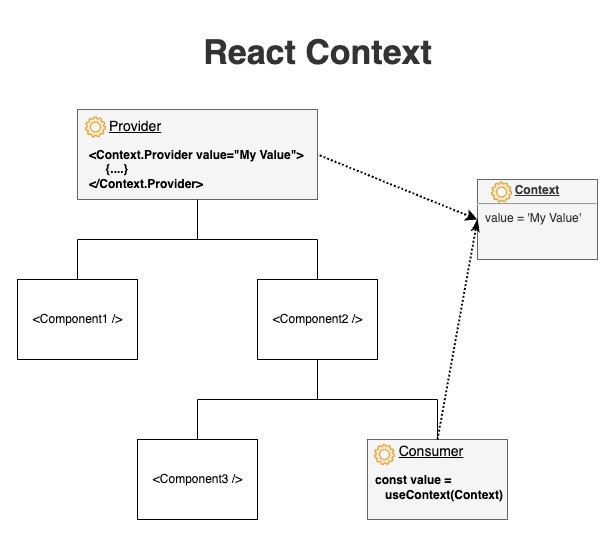 React Context
Provider
<Context.Provider value="My Value">
{....}
</Context.Provider>
Context
value = 'My Value'
<Component1 />
<Component2 />
<Component3 />
Consumer
const value =
useContext(Context)